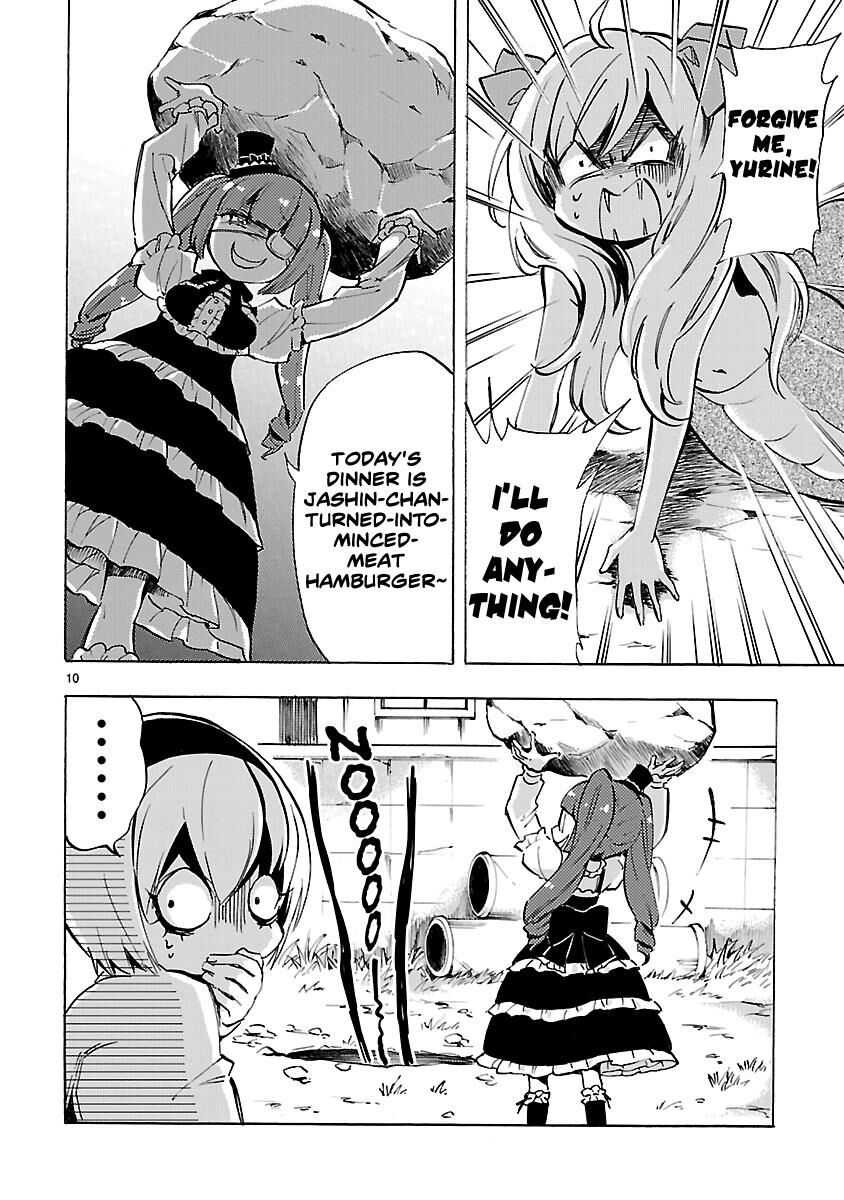 FORGIVE
ME,
YURINE!
I'LL
DO
ANY-
THING!
TODAY'S
DINNER IS
JASHIN-CHAN-
TURNED-INTO-
MINCED-
MEAT
HAMBURGER~
10
NOOOOO
......